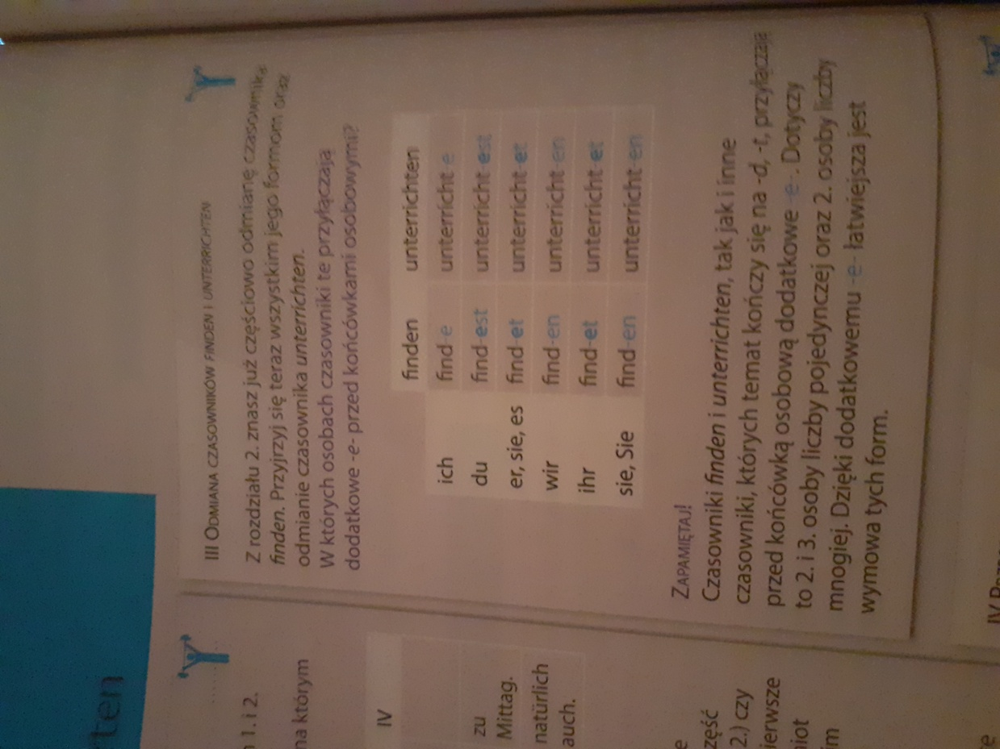 ten
n 1. i 2.
na którym
IV
zu
Mittag.
natürlich
auch.
e
zęść
2.) czy
ierwsze
niot
im
III Odmiana czasowników finden i unterrichten
Z rozdziału 2. znasz już częściowo odmianę czasownika
finden. Przyjrzyj się teraz wszystkim jego formom oraz
odmianie czasownika unterrichten.
W których osobach czasowniki te przyłączają
dodatkowe -e- przed końcówkami osobowymi?
finden unterrichten
ich find-e unterricht-e
du find-est unterricht-est
er, sie, es find-et unterricht-et
wir find-en unterricht-en
ihr find-et unterricht-et
sie, Sie find-en unterricht-en
Zapamiętaj!
Czasowniki finden i unterrichten, tak jak i inne
czasowniki, których temat kończy się na -d, -t, przyłączają
przed końcówką osobową dodatkowe -e-. Dotyczy
to 2. i 3. osoby liczby pojedynczej oraz 2. osoby liczby
mnogiej. Dzięki dodatkowemu -e- łatwiejsza jest
wymowa tych form.
IV